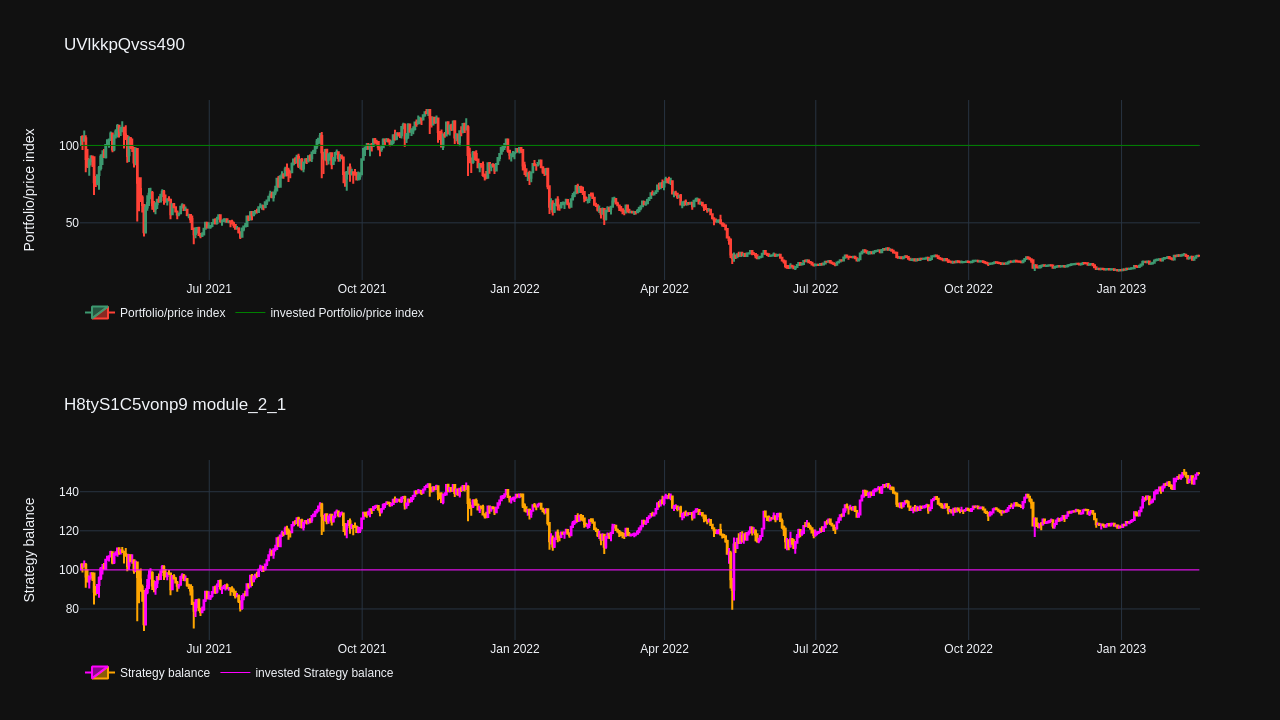 UVlkkpQvss490
Portfolio/price index
100
50
Jul 2021 Oct 2021 Jan 2022 Apr 2022 Jul 2022 Oct 2022 Jan 2023
Portfolio/price index invested Portfolio/price index
H8tyS1C5vonp9 module_2_1
Strategy balance
140
120
100
80
Jul 2021 Oct 2021 Jan 2022 Apr 2022 Jul 2022 Oct 2022 Jan 2023
Strategy balance invested Strategy balance